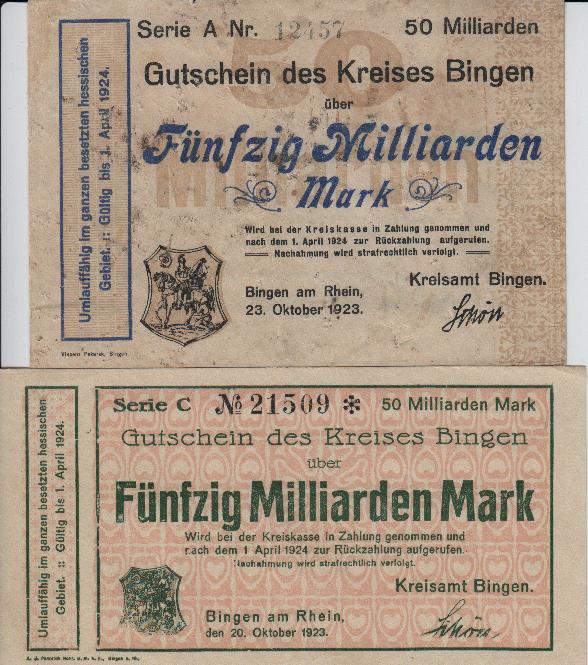 Serie A Nr. 12457 50 Milliarden
Gutschein des Kreises Bingen
über
Fünfzig Milliarden
Mark
Wird bei der Kreiskasse in Zahlung genommen und
nach dem 1. April 1924 zur Rückzahlung aufgerufen.
Nachahmung wird strafrechtlich verfolgt.
Kreisamt Bingen.
Bingen am Rhein,
23. Oktober 1923.
Schön
Umlauffähig im ganzen besetzten hessischen
Gebiet. :: Gültig bis 1. April 1924.
50
Milliarden
Bingen.
Serie C № 21509 * 50 Milliarden Mark
Gutschein des Kreises Bingen
über
Fünfzig Milliarden Mark
Wird bei der Kreiskasse in Zahlung genommen und
nach dem 1 April 1924 zur Rückzahlung aufgerufen.
Nachahmung wird strafrechtlich verfolgt.
Kreisamt Bingen.
Bingen am Rhein,
den 20. Oktober 1923.
Schön
Umlauffähig im ganzen besetzten hessischen
Gebiet. :: Gültig bis 1. April 1924.